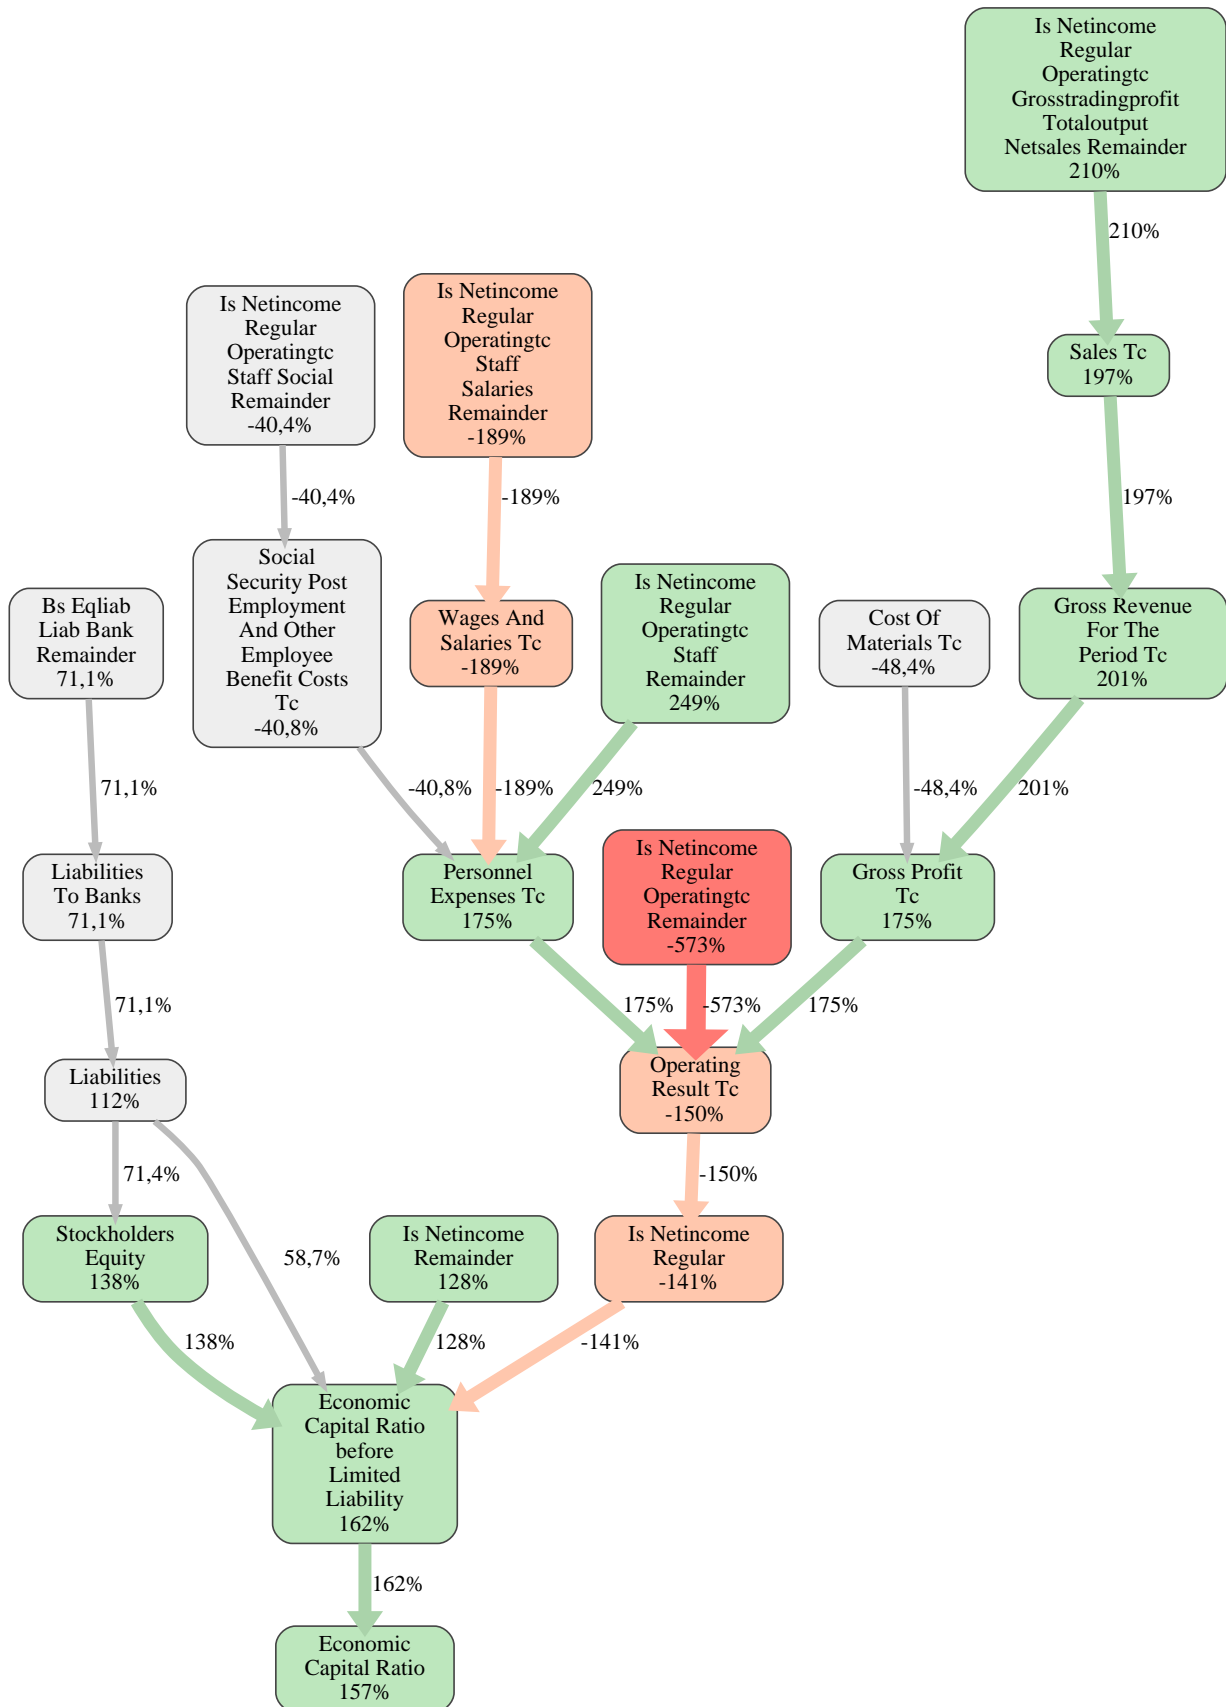 Is Netincome
Regular
Operatingtc
Grosstradingprofit
Totaloutput
Netsales Remainder
210%
210%
Is Netincome
Regular
Operatingtc
Staff Social
Remainder
-40,4%
Is Netincome
Regular
Operatingtc
Staff
Salaries
Remainder
-189%
Sales Tc
197%
-40,4%
-189%
197%
Social
Security Post
Employment
And Other
Employee
Benefit Costs
Tc
-40,8%
Bs Eqliab
Liab Bank
Remainder
71,1%
Wages And
Salaries Tc
-189%
Is Netincome
Regular
Operatingtc
Staff
Remainder
249%
Cost Of
Materials Tc
-48,4%
Gross Revenue
For The
Period Tc
201%
71,1%
-40,8%
-189%
249%
-48,4%
201%
Liabilities
To Banks
71,1%
Personnel
Expenses Tc
175%
Is Netincome
Regular
Operatingtc
Remainder
-573%
Gross Profit
Tc
175%
71,1%
175%
-573%
175%
Liabilities
112%
Operating
Result Tc
-150%
71,4%
-150%
Stockholders
Equity
138%
58,7%
Is Netincome
Remainder
128%
Is Netincome
Regular
-141%
138%
128%
-141%
Economic
Capital Ratio
before
Limited
Liability
162%
162%
Economic
Capital Ratio
157%